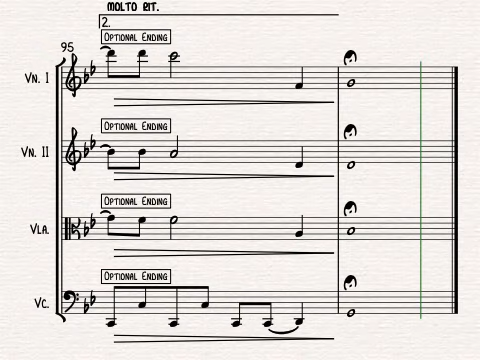 MOLTO RIT.
2.
OPTIONAL ENDING
95
VN. I
OPTIONAL ENDING
VN. II
OPTIONAL ENDING
VLA.
OPTIONAL ENDING
VC.